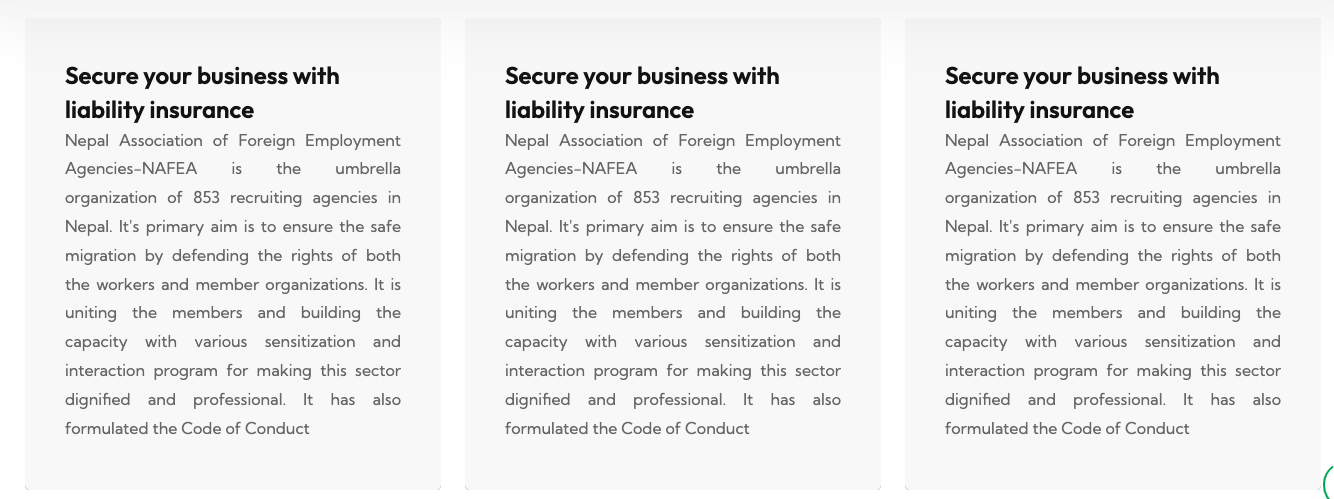 Secure your business with
liability insurance
Nepal Association of Foreign Employment
Agencies-NAFEA is the umbrella
organization of 853 recruiting agencies in
Nepal. It's primary aim is to ensure the safe
migration by defending the rights of both
the workers and member organizations. It is
uniting the members and building the
capacity with various sensitization and
interaction program for making this sector
dignified and professional. It has also
formulated the Code of Conduct
Secure your business with
liability insurance
Nepal Association of Foreign Employment
Agencies-NAFEA is the umbrella
organization of 853 recruiting agencies in
Nepal. It's primary aim is to ensure the safe
migration by defending the rights of both
the workers and member organizations. It is
uniting the members and building the
capacity with various sensitization and
interaction program for making this sector
dignified and professional. It has also
formulated the Code of Conduct
Secure your business with
liability insurance
Nepal Association of Foreign Employment
Agencies-NAFEA is the umbrella
organization of 853 recruiting agencies in
Nepal. It's primary aim is to ensure the safe
migration by defending the rights of both
the workers and member organizations. It is
uniting the members and building the
capacity with various sensitization and
interaction program for making this sector
dignified and professional. It has also
formulated the Code of Conduct